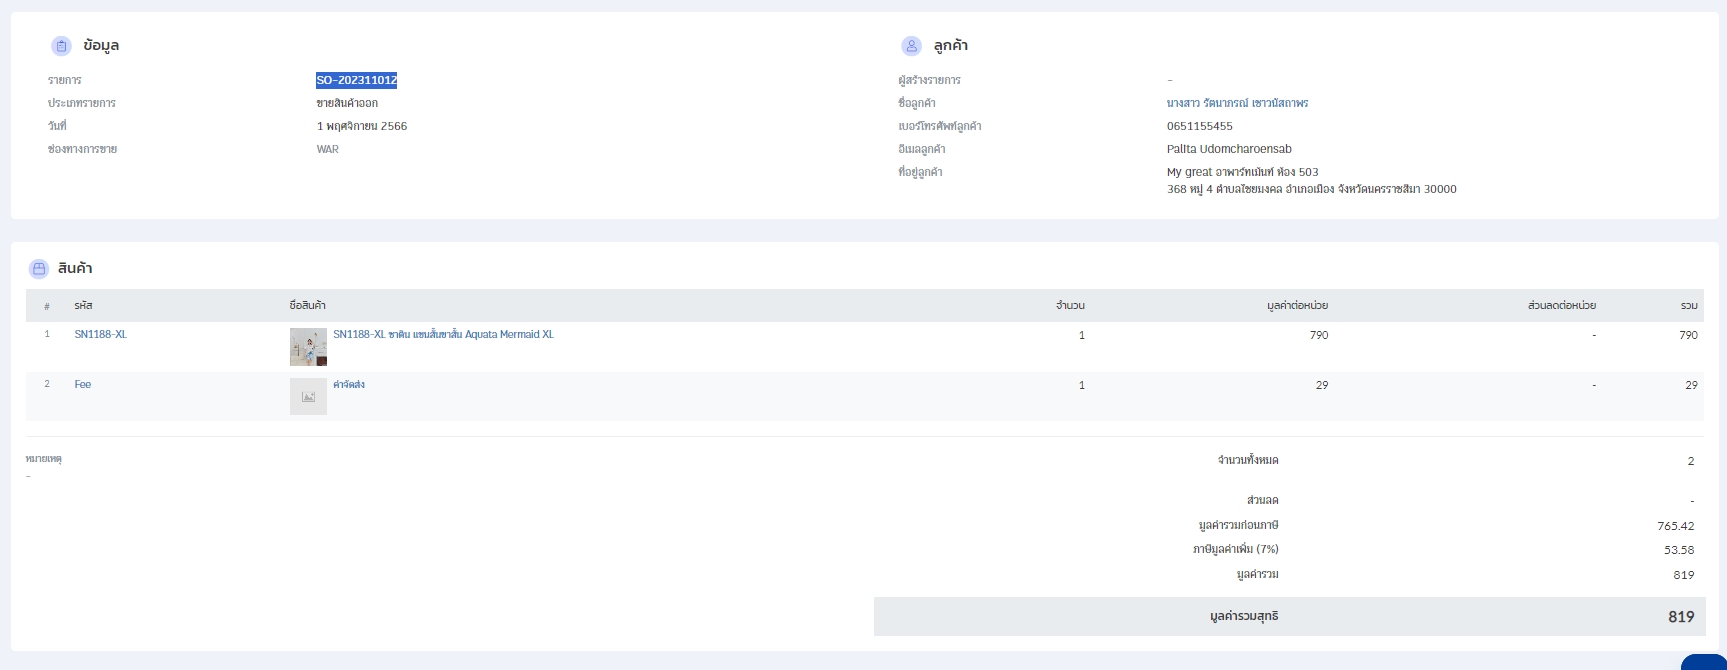 ข้อมูล
รายการ SO-202311012
ประเภทรายการ ขายสินค้าออก
วันที่ 1 พฤศจิกายน 2566
ช่องทางการขาย WAR
ลูกค้า
ผู้สร้างรายการ -
ชื่อลูกค้า นางสาว รัตนาภรณ์ เชาวนัสถาพร
เบอร์โทรศัพท์ลูกค้า 0651155455
อีเมลลูกค้า Palita Udomcharoensab
ที่อยู่ลูกค้า My great อาพาร์ทเม้นท์ ห้อง 503
368 หมู่ 4 ตำบลไชยมงคล อำเภอเมือง จังหวัดนครราชสีมา 30000
สินค้า
# รหัส ชื่อสินค้า จำนวน มูลค่าต่อหน่วย ส่วนลดต่อหน่วย รวม
1 SN1188-XL SN1188-XL ซาติน แขนสั้นขาสั้น Aquata Mermaid XL 1 790 - 790
2 Fee ค่าจัดส่ง 1 29 - 29
หมายเหตุ
-
จำนวนทั้งหมด 2
ส่วนลด -
มูลค่ารวมก่อนภาษี 765.42
ภาษีมูลค่าเพิ่ม (7%) 53.58
มูลค่ารวม 819
มูลค่ารวมสุทธิ 819